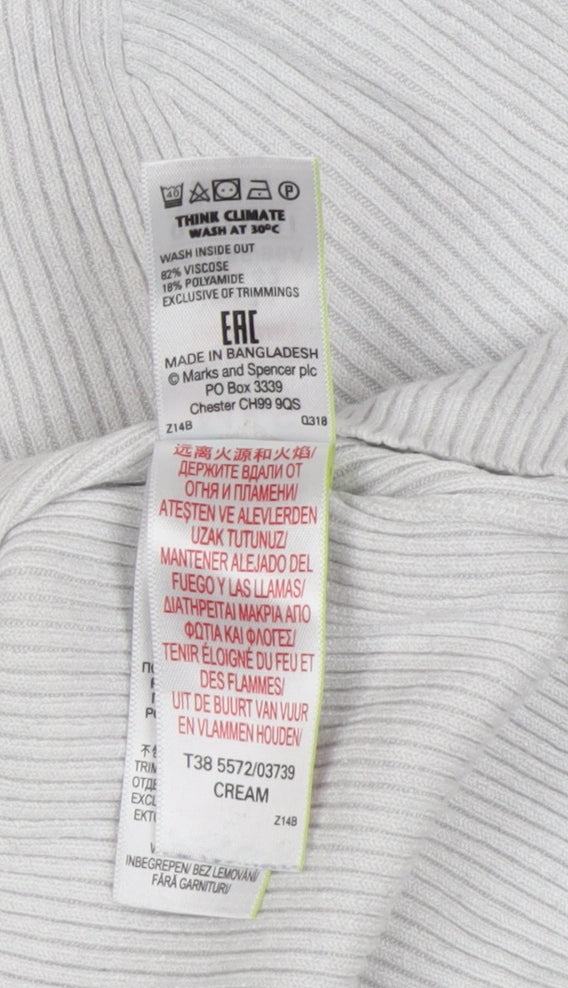 40 P
THINK CLIMATE
WASH AT 30°C
WASH INSIDE OUT
82% VISCOSE
18% POLYAMIDE
EXCLUSIVE OF TRIMMINGS
EAC
MADE IN BANGLADESH
© Marks and Spencer plc
PO Box 3339
Chester CH99 9QS
Z14B Q318
远离火源和火焰/
ДЕРЖИТЕ ВДАЛИ ОТ
ОГНЯ И ПЛАМЕНИ/
ATEŞTEN VE ALEVLERDEN
UZAK TUTUNUZ/
MANTENER ALEJADO DEL
FUEGO Y LAS LLAMAS/
ΔΙΑΤΗΡΕΙΤΑΙ ΜΑΚΡΙΑ ΑΠΟ
ΦΩΤΙΑ ΚΑΙ ΦΛΟΓΕΣ/
TENIR ÉLOIGNÉ DU FEU ET
DES FLAMMES/
UIT DE BUURT VAN VUUR
EN VLAMMEN HOUDEN/
T38 5572/03739
CREAM
Z14B
INBEGREPEN/ BEZ LEMOVÁNÍ/
FĂRĂ GARNITURI/